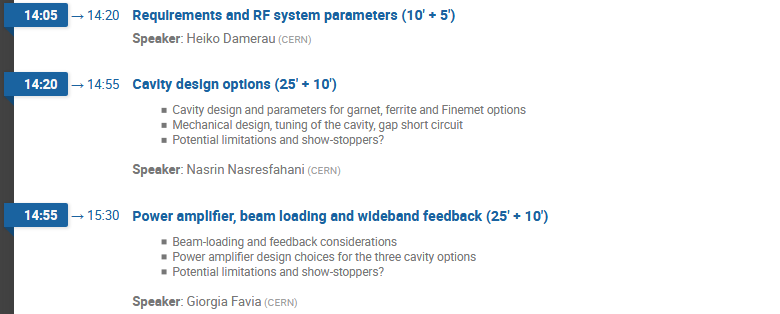 14:05 → 14:20 Requirements and RF system parameters (10' + 5')
Speaker: Heiko Damerau (CERN)
14:20 → 14:55 Cavity design options (25' + 10')
▪ Cavity design and parameters for garnet, ferrite and Finemet options
▪ Mechanical design, tuning of the cavity, gap short circuit
▪ Potential limitations and show-stoppers?
Speaker: Nasrin Nasresfahani (CERN)
14:55 → 15:30 Power amplifier, beam loading and wideband feedback (25' + 10')
▪ Beam-loading and feedback considerations
▪ Power amplifier design choices for the three cavity options
▪ Potential limitations and show-stoppers?
Speaker: Giorgia Favia (CERN)